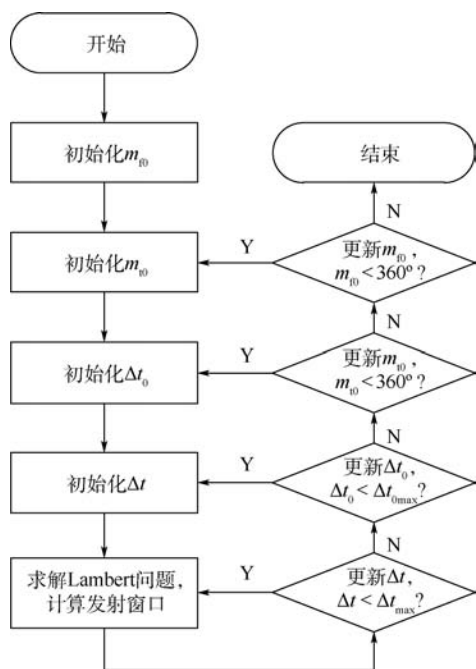 开始
初始化m_f0
结束
N
初始化m_t0
Y
更新m_f0,
m_f0<360°?
N
初始化Δt_0
Y
更新m_t0,
m_t0<360°?
N
初始化Δt
Y
更新Δt_0,
Δt_0<Δt_0max?
N
求解Lambert问题,
计算发射窗口
Y
更新Δt,
Δt<Δt_max?